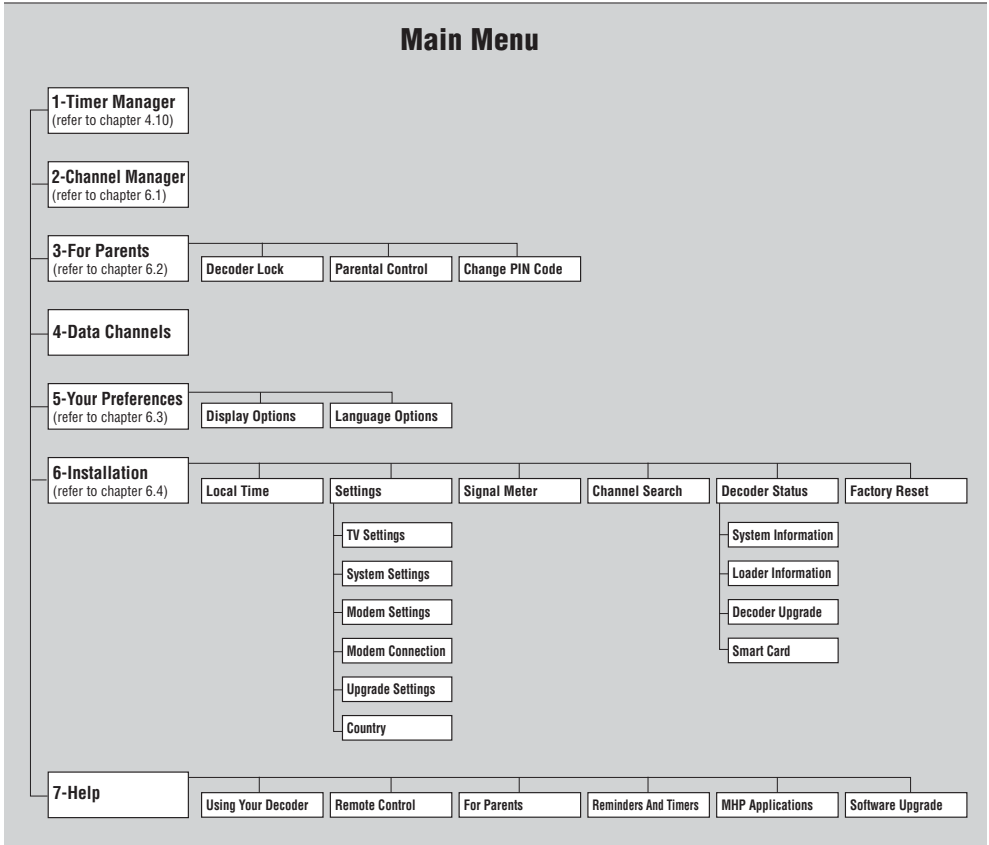 Main Menu
1-Timer Manager
(refer to chapter 4.10)
2-Channel Manager
(refer to chapter 6.1)
3-For Parents
(refer to chapter 6.2)
Decoder Lock
Parental Control
Change PIN Code
4-Data Channels
5-Your Preferences
(refer to chapter 6.3)
Display Options
Language Options
6-Installation
(refer to chapter 6.4)
Local Time
Settings
Signal Meter
Channel Search
Decoder Status
Factory Reset
TV Settings
System Settings
Modem Settings
Modem Connection
Upgrade Settings
Country
System Information
Loader Information
Decoder Upgrade
Smart Card
7-Help
Using Your Decoder
Remote Control
For Parents
Reminders And Timers
MHP Applications
Software Upgrade